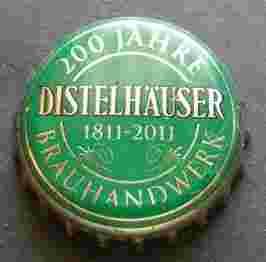 200 JAHRE
DISTELHÄUSER
1811-2011
BRAUHANDWERK